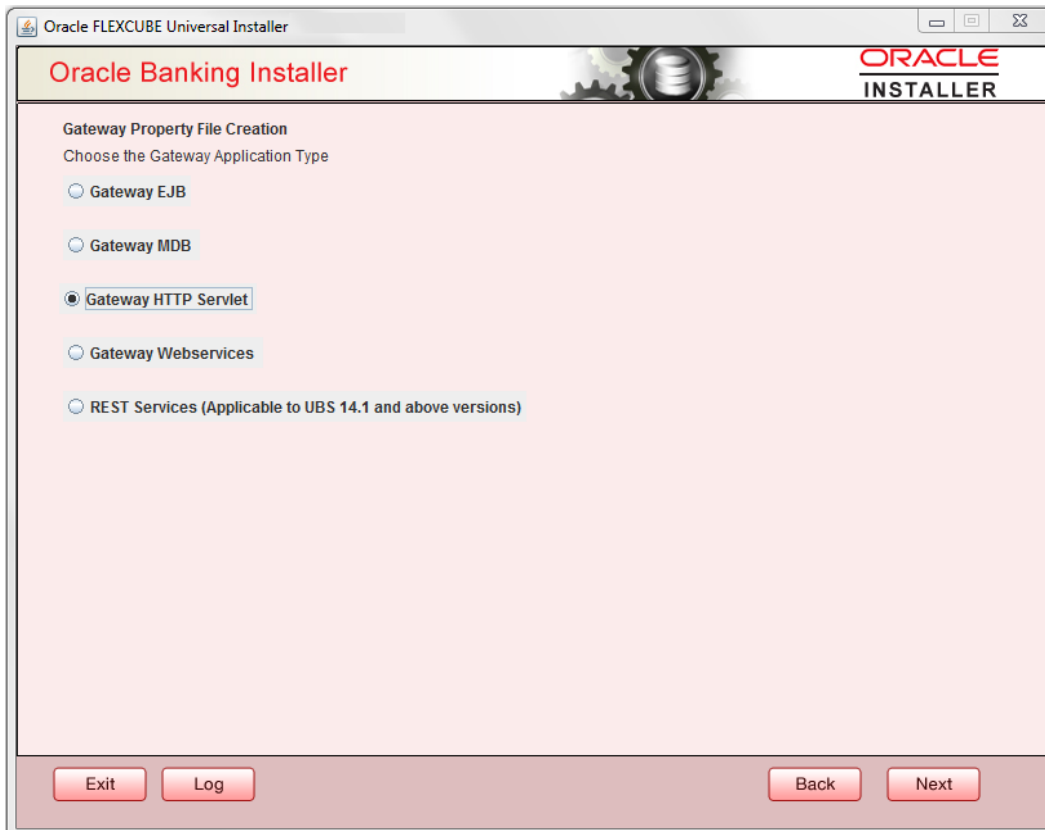 Oracle FLEXCUBE Universal Installer
Oracle Banking Installer
ORACLE
INSTALLER
Gateway Property File Creation
Choose the Gateway Application Type
Gateway EJB
Gateway MDB
Gateway HTTP Servlet
Gateway Webservices
REST Services (Applicable to UBS 14.1 and above versions)
Exit
Log
Back
Next